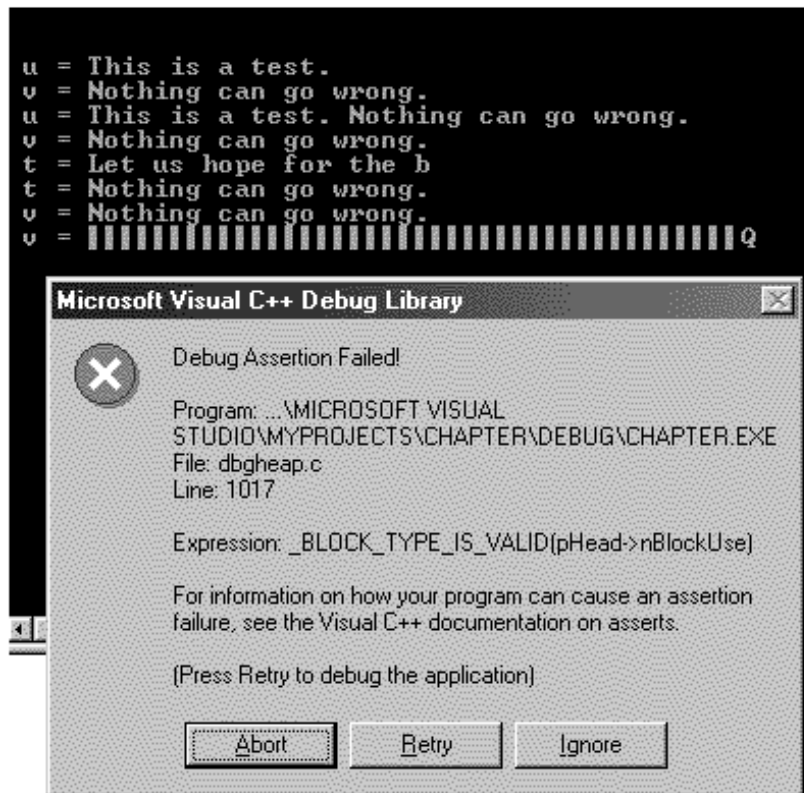 u = This is a test.
v = Nothing can go wrong.
u = This is a test. Nothing can go wrong.
v = Nothing can go wrong.
t = Let us hope for the b
t = Nothing can go wrong.
v = Nothing can go wrong.
v = ▒▒▒▒▒▒▒▒▒▒▒▒▒▒▒▒▒▒▒▒▒▒▒▒▒▒▒▒▒▒▒▒▒▒▒▒▒▒▒▒Q
Microsoft Visual C++ Debug Library
Debug Assertion Failed!
Program: ...\MICROSOFT VISUAL
STUDIO\MYPROJECTS\CHAPTER\DEBUG\CHAPTER.EXE
File: dbgheap.c
Line: 1017
Expression: _BLOCK_TYPE_IS_VALID(pHead->nBlockUse)
For information on how your program can cause an assertion
failure, see the Visual C++ documentation on asserts.
(Press Retry to debug the application)
Abort Retry Ignore